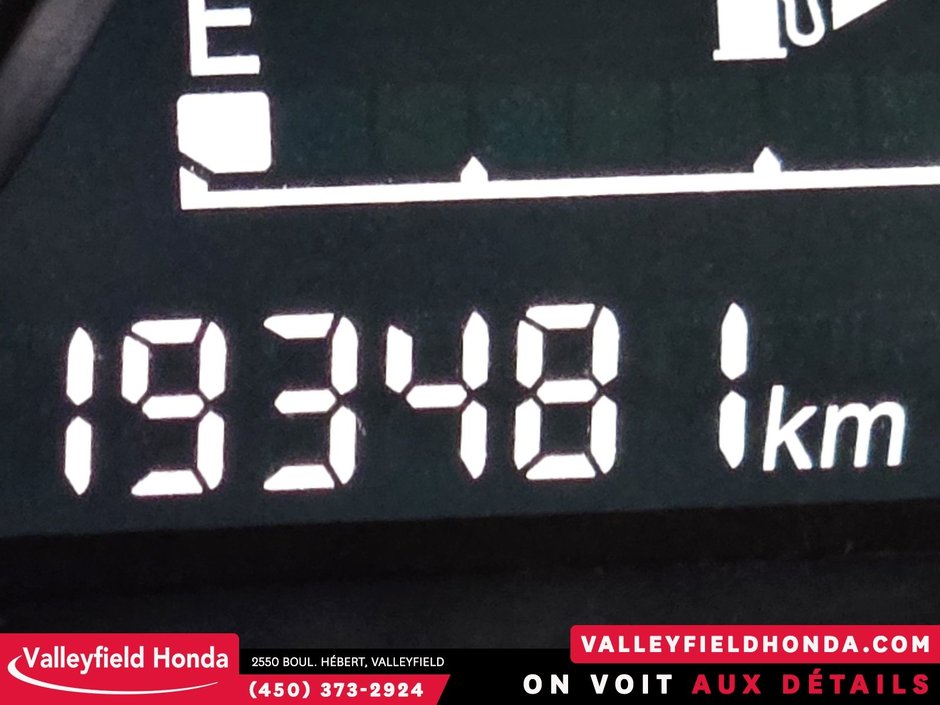 E
193481 km
Valleyfield Honda
2550 BOUL. HÉBERT, VALLEYFIELD
(450) 373-2924
VALLEYFIELDHONDA.COM
ON VOIT AUX DÉTAILS